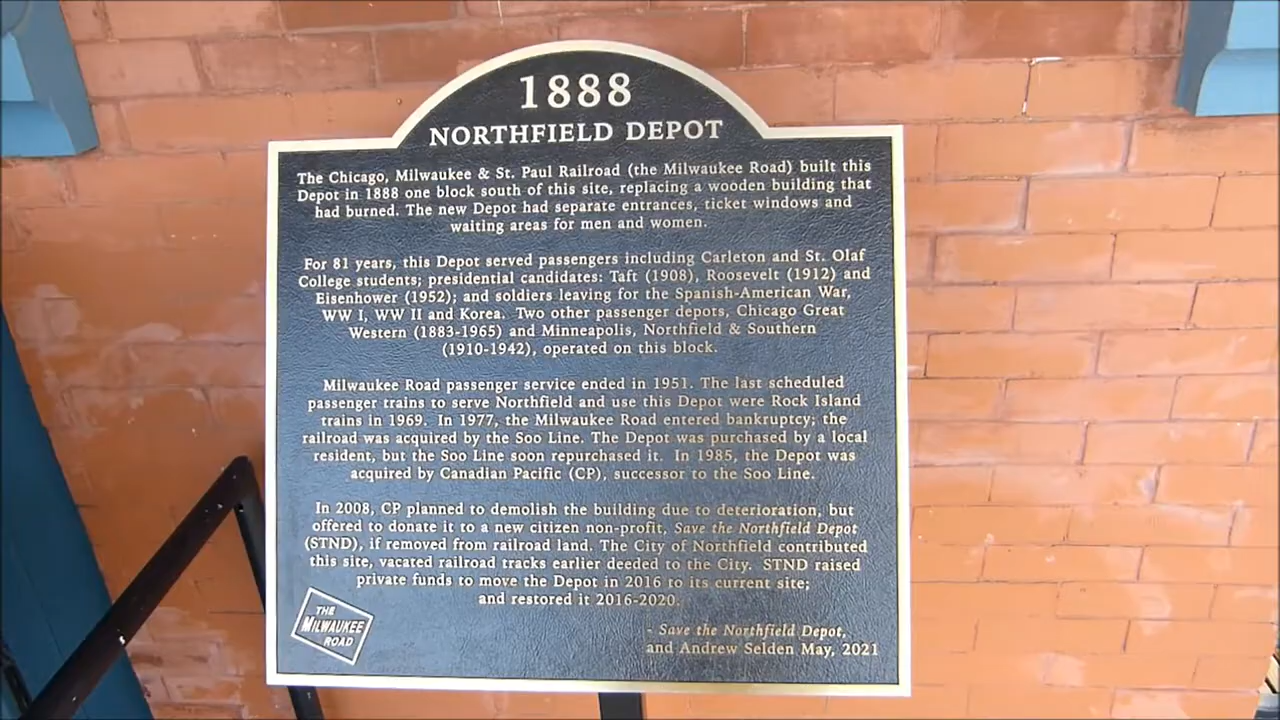 1888
NORTHFIELD DEPOT
The Chicago, Milwaukee & St. Paul Railroad (the Milwaukee Road) built this
Depot in 1888 one block south of this site, replacing a wooden building that
had burned. The new Depot had separate entrances, ticket windows and
waiting areas for men and women.
For 81 years, this Depot served passengers including Carleton and St. Olaf
College students; presidential candidates: Taft (1908), Roosevelt (1912) and
Eisenhower (1952); and soldiers leaving for the Spanish-American War,
WW I, WW II and Korea. Two other passenger depots, Chicago Great
Western (1883-1965) and Minneapolis, Northfield & Southern
(1910-1942), operated on this block.
Milwaukee Road passenger service ended in 1951. The last scheduled
passenger trains to serve Northfield and use this Depot were Rock Island
trains in 1969. In 1977, the Milwaukee Road entered bankruptcy; the
railroad was acquired by the Soo Line. The Depot was purchased by a local
resident, but the Soo Line soon repurchased it. In 1985, the Depot was
acquired by Canadian Pacific (CP), successor to the Soo Line.
In 2008, CP planned to demolish the building due to deterioration, but
offered to donate it to a new citizen non-profit, Save the Northfield Depot
(STND), if removed from railroad land. The City of Northfield contributed
this site, vacated railroad tracks earlier deeded to the City. STND raised
private funds to move the Depot in 2016 to its current site;
and restored it 2016-2020.
THE
MILWAUKEE
ROAD
- Save the Northfield Depot,
and Andrew Selden May, 2021